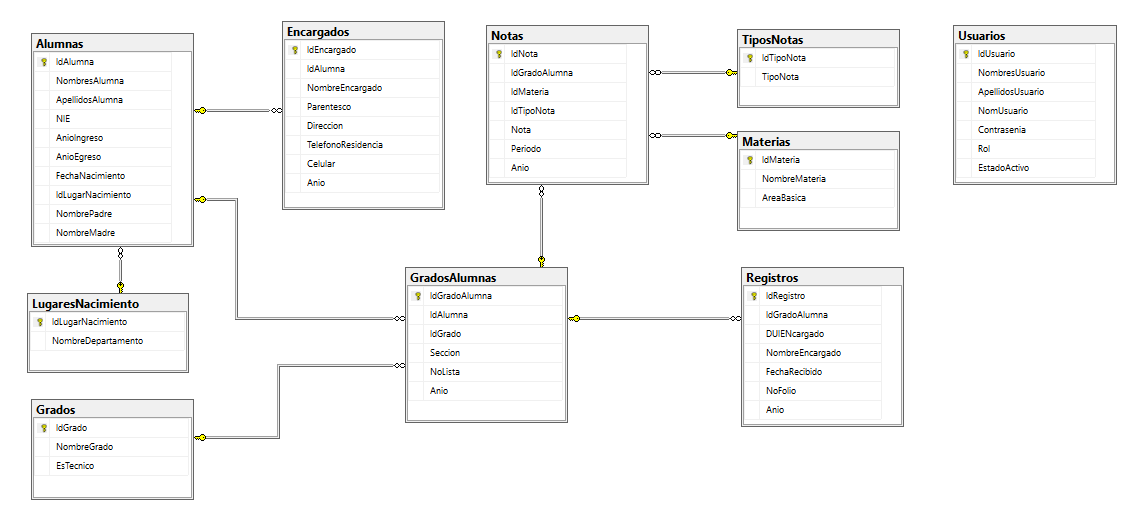 Alumnas
IdAlumna
NombresAlumna
ApellidosAlumna
NIE
AnioIngreso
AnioEgreso
FechaNacimiento
IdLugarNacimiento
NombrePadre
NombreMadre
Encargados
IdEncargado
IdAlumna
NombreEncargado
Parentesco
Direccion
TelefonoResidencia
Celular
Anio
Notas
IdNota
IdGradoAlumna
IdMateria
IdTipoNota
Nota
Periodo
Anio
TiposNotas
IdTipoNota
TipoNota
Materias
IdMateria
NombreMateria
AreaBasica
Usuarios
IdUsuario
NombresUsuario
ApellidosUsuario
NomUsuario
Contrasenia
Rol
EstadoActivo
LugaresNacimiento
IdLugarNacimiento
NombreDepartamento
GradosAlumnas
IdGradoAlumna
IdAlumna
IdGrado
Seccion
NoLista
Anio
Registros
IdRegistro
IdGradoAlumna
DUIENcargado
NombreEncargado
FechaRecibido
NoFolio
Anio
Grados
IdGrado
NombreGrado
EsTecnico